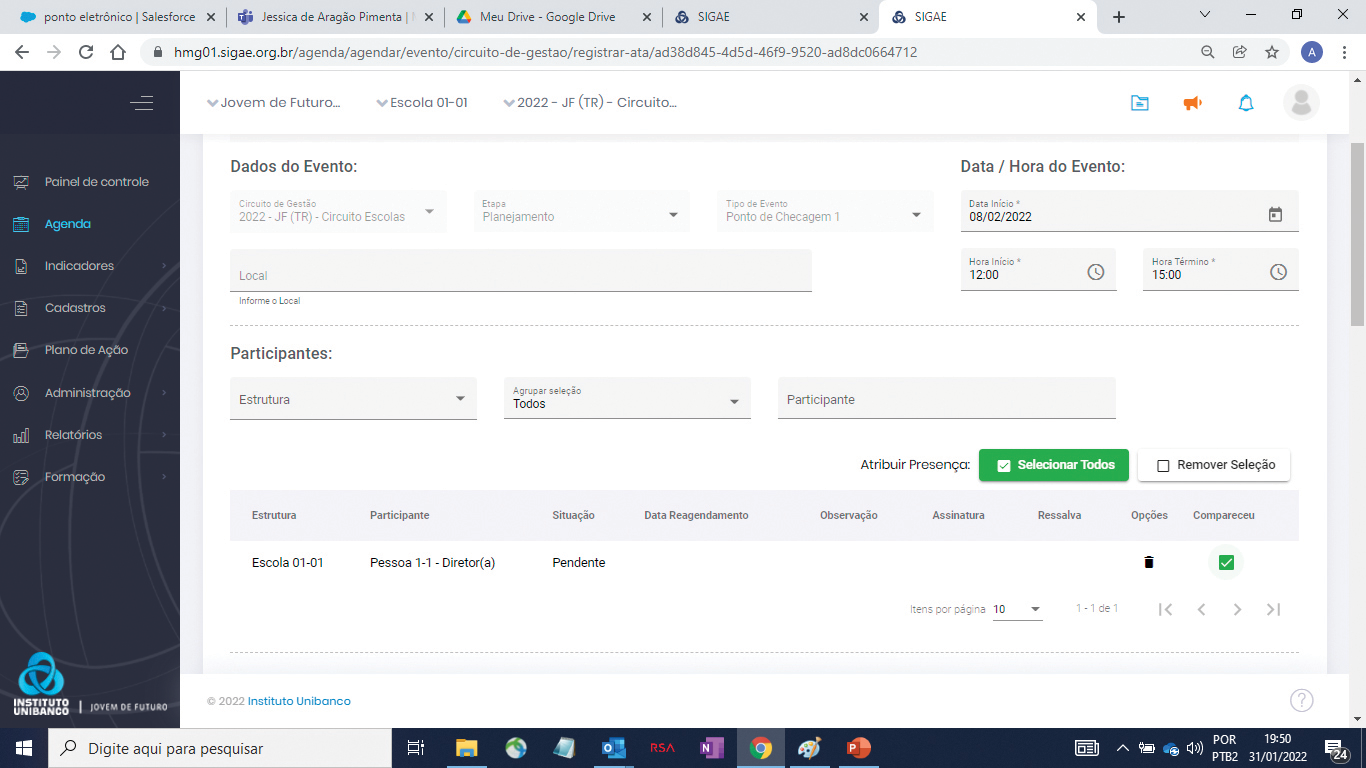 ponto eletrônico | Salesforce
Jessica de Aragão Pimenta |
Meu Drive - Google Drive
SIGAE
SIGAE
hmg01.sigae.org.br/agenda/agendar/evento/circuito-de-gestao/registrar-ata/ad38d845-4d5d-46f9-9520-ad8dc0664712
A
Jovem de Futuro...
Escola 01-01
2022 - JF (TR) - Circuito...
Painel de controle
Agenda
Indicadores
Cadastros
Plano de Ação
Administração
Relatórios
Formação
INSTITUTO UNIBANCO | JOVEM DE FUTURO
Dados do Evento:
Data / Hora do Evento:
Circuito de Gestão
2022 - JF (TR) - Circuito Escolas
Etapa
Planejamento
Tipo de Evento
Ponto de Checagem 1
Data Início *
08/02/2022
Local
Informe o Local
Hora Início *
12:00
Hora Término *
15:00
Participantes:
Estrutura
Agrupar seleção
Todos
Participante
Atribuir Presença:
Selecionar Todos
Remover Seleção
Estrutura Participante Situação Data Reagendamento Observação Assinatura Ressalva Opções Compareceu
Escola 01-01 Pessoa 1-1 - Diretor(a) Pendente
Itens por página 10 1 - 1 de 1
© 2022 Instituto Unibanco
?
Digite aqui para pesquisar
RSA
POR
PTB2
19:50
31/01/2022
24